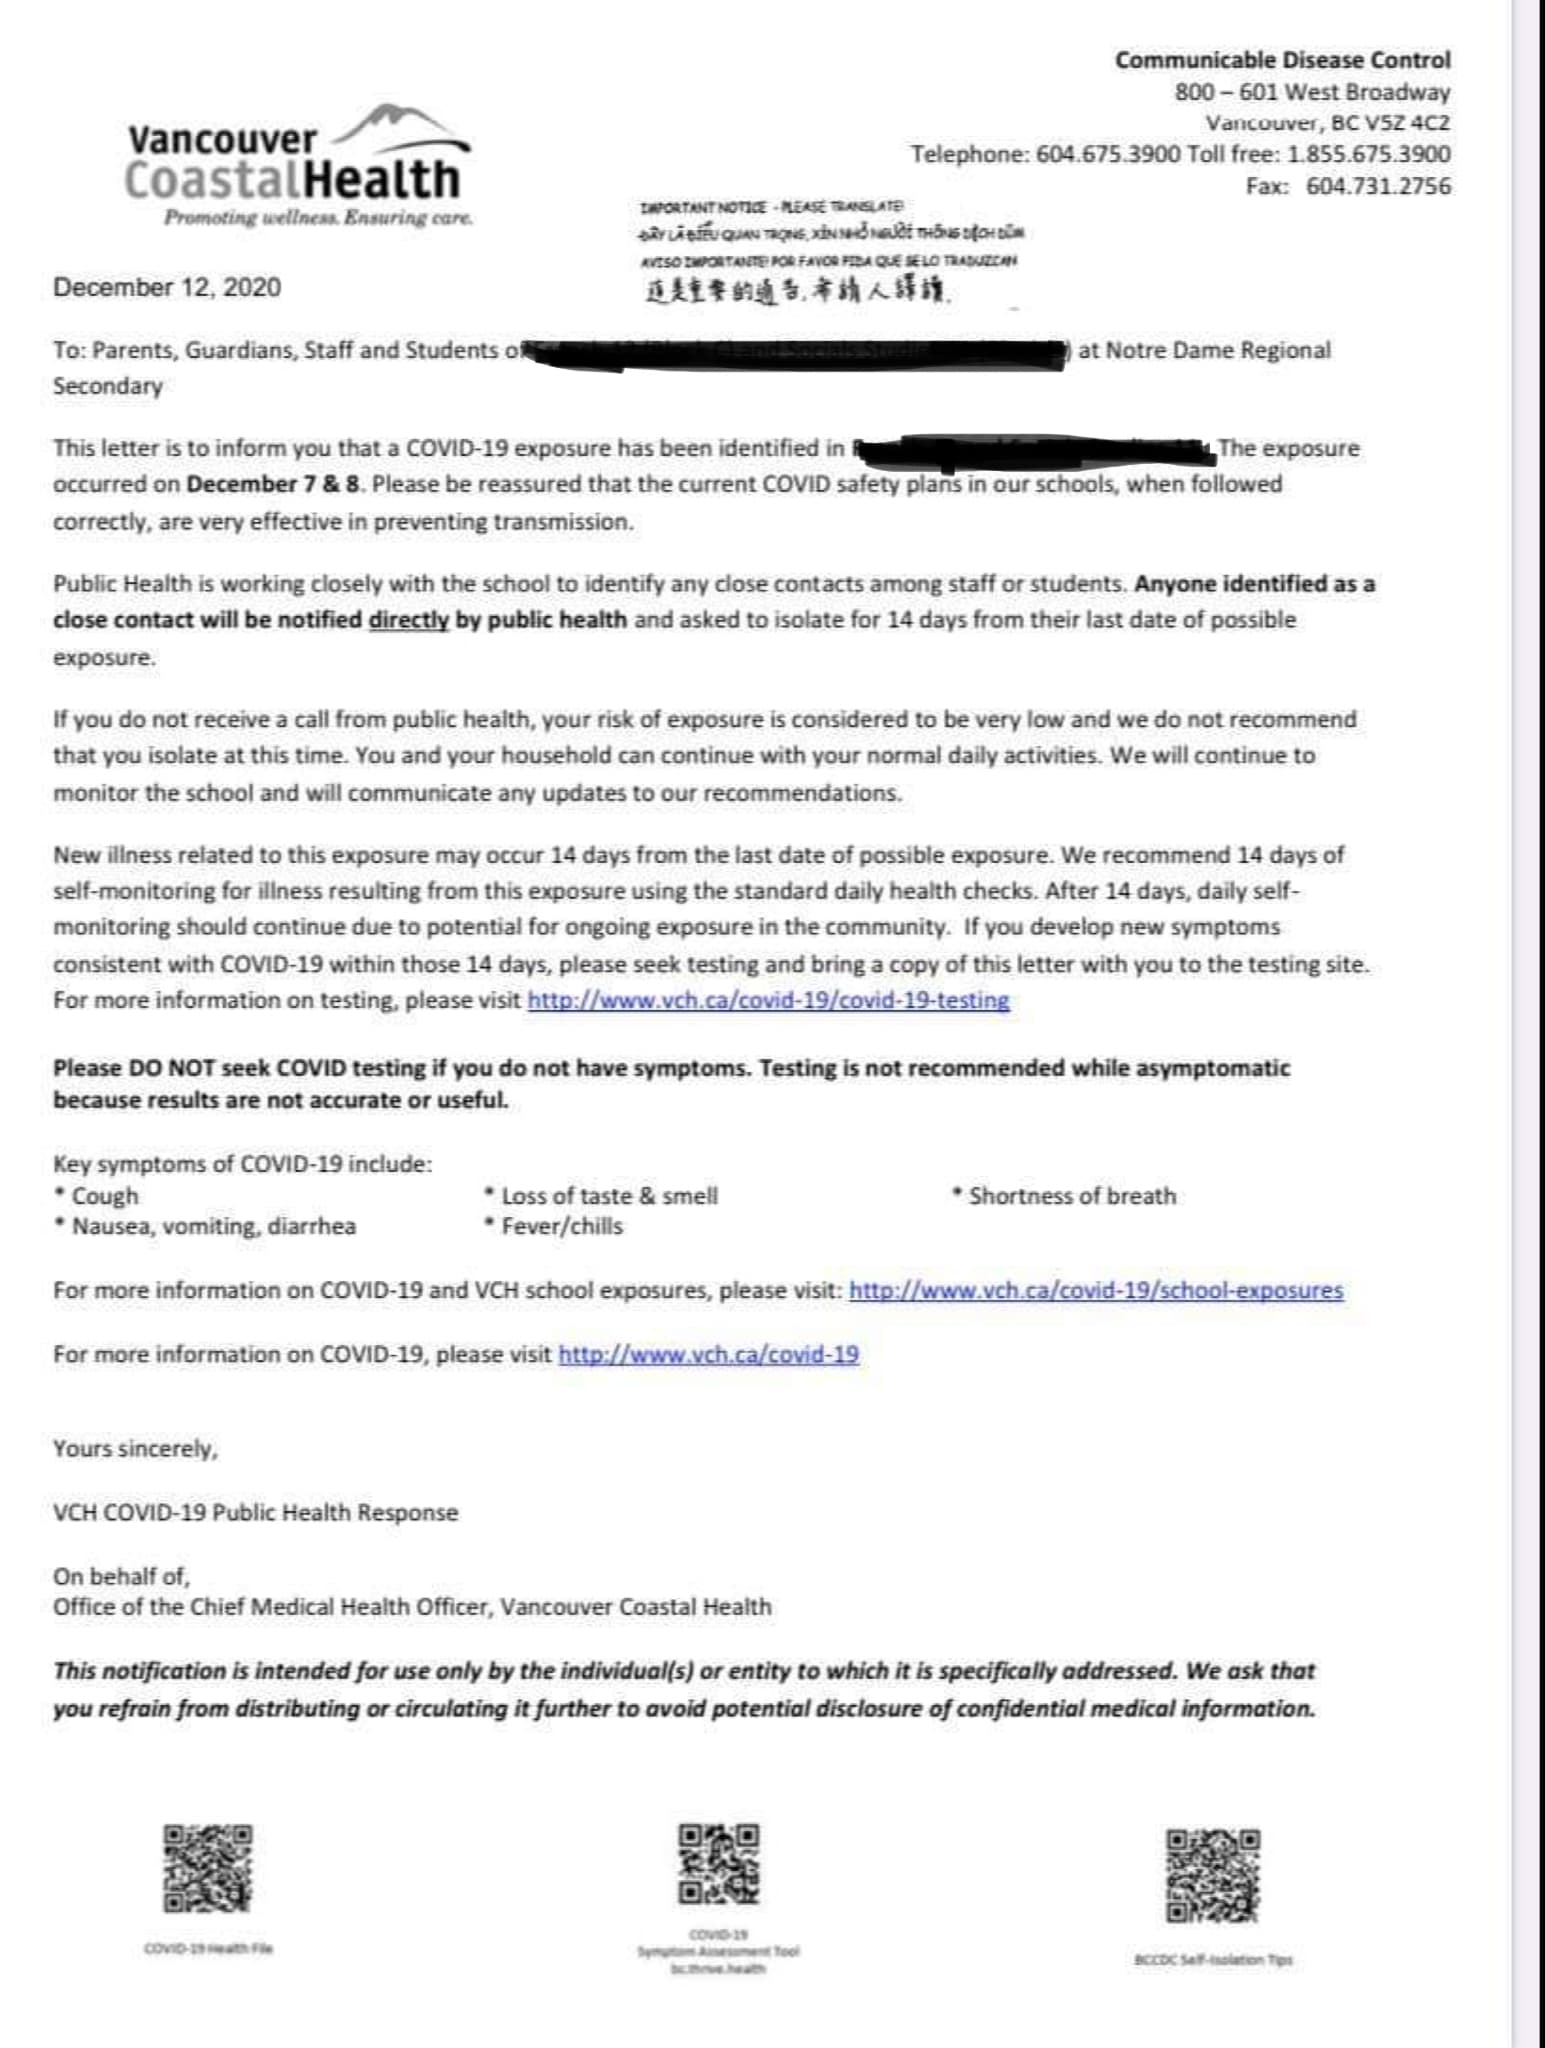 Communicable Disease Control
800 – 601 West Broadway
Vancouver, BC V5Z 4C2
Telephone: 604.675.3900 Toll free: 1.855.675.3900
Fax: 604.731.2756
Vancouver
CoastalHealth
Promoting wellness. Ensuring care.
IMPORTANT NOTICE - PLEASE TRANSLATE!
ĐÂY LÀ ĐIỀU QUAN TRỌNG, XIN NHỜ NGƯỜI THÔNG DỊCH DÙM
AVISO IMPORTANTE! POR FAVOR PIDA QUE SE LO TRADUZCAN
這是重要的通告,希請人繹讀.
December 12, 2020
To: Parents, Guardians, Staff and Students of and Socials ) at Notre Dame Regional
Secondary
This letter is to inform you that a COVID-19 exposure has been identified in The exposure
occurred on December 7 & 8. Please be reassured that the current COVID safety plans in our schools, when followed
correctly, are very effective in preventing transmission.
Public Health is working closely with the school to identify any close contacts among staff or students. Anyone identified as a
close contact will be notified directly by public health and asked to isolate for 14 days from their last date of possible
exposure.
If you do not receive a call from public health, your risk of exposure is considered to be very low and we do not recommend
that you isolate at this time. You and your household can continue with your normal daily activities. We will continue to
monitor the school and will communicate any updates to our recommendations.
New illness related to this exposure may occur 14 days from the last date of possible exposure. We recommend 14 days of
self-monitoring for illness resulting from this exposure using the standard daily health checks. After 14 days, daily self-
monitoring should continue due to potential for ongoing exposure in the community. If you develop new symptoms
consistent with COVID-19 within those 14 days, please seek testing and bring a copy of this letter with you to the testing site.
For more information on testing, please visit http://www.vch.ca/covid-19/covid-19-testing
Please DO NOT seek COVID testing if you do not have symptoms. Testing is not recommended while asymptomatic
because results are not accurate or useful.
Key symptoms of COVID-19 include:
* Cough * Loss of taste & smell * Shortness of breath
* Nausea, vomiting, diarrhea * Fever/chills
For more information on COVID-19 and VCH school exposures, please visit: http://www.vch.ca/covid-19/school-exposures
For more information on COVID-19, please visit http://www.vch.ca/covid-19
Yours sincerely,
VCH COVID-19 Public Health Response
On behalf of,
Office of the Chief Medical Health Officer, Vancouver Coastal Health
This notification is intended for use only by the individual(s) or entity to which it is specifically addressed. We ask that
you refrain from distributing or circulating it further to avoid potential disclosure of confidential medical information.
COVID-19 Health File
COVID-19
Symptom Assessment Tool
bc.thrive.health
BCCDC Self-Isolation Tips